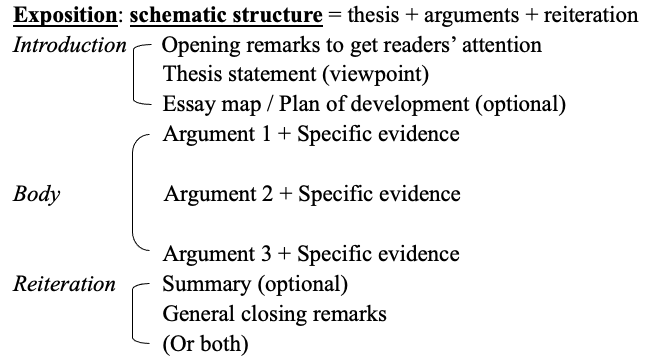 Exposition: schematic structure = thesis + arguments + reiteration
Introduction Opening remarks to get readers’ attention
Thesis statement (viewpoint)
Essay map / Plan of development (optional)
Argument 1 + Specific evidence
Body Argument 2 + Specific evidence
Argument 3 + Specific evidence
Reiteration Summary (optional)
General closing remarks
(Or both)